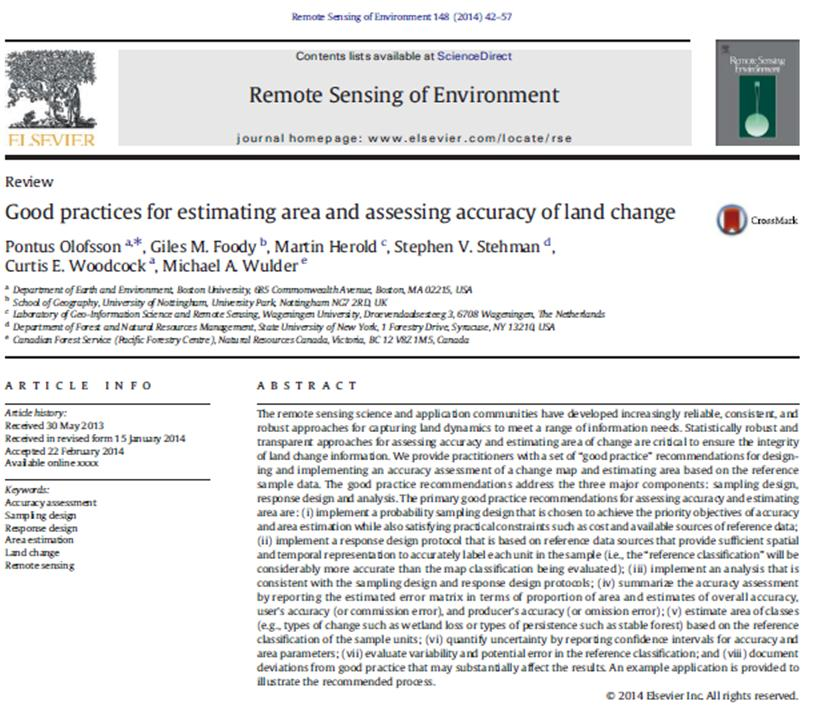 Remote Sensing of Environment 148 (2014) 42–57
Contents lists available at ScienceDirect
Remote Sensing of Environment
journal homepage: www.elsevier.com/locate/rse
ELSEVIER
Remote Sensing
Environment
Review
Good practices for estimating area and assessing accuracy of land change
CrossMark
Pontus Olofsson a,*, Giles M. Foody b, Martin Herold c, Stephen V. Stehman d,
Curtis E. Woodcock a, Michael A. Wulder e
a Department of Earth and Environment, Boston University, 685 Commonwealth Avenue, Boston, MA 02215, USA
b School of Geography, University of Nottingham, University Park, Nottingham NG7 2RD, UK
c Laboratory of Geo-Information Science and Remote Sensing, Wageningen University, Droevendaalsesteeg 3, 6708 Wageningen, The Netherlands
d Department of Forest and Natural Resources Management, State University of New York, 1 Forestry Drive, Syracuse, NY 13210, USA
e Canadian Forest Service (Pacific Forestry Centre), Natural Resources Canada, Victoria, BC 12 V8Z 1M5, Canada
ARTICLE INFO
Article history:
Received 30 May 2013
Received in revised form 15 January 2014
Accepted 22 February 2014
Available online xxxx
Keywords:
Accuracy assessment
Sampling design
Response design
Area estimation
Land change
Remote sensing
ABSTRACT
The remote sensing science and application communities have developed increasingly reliable, consistent, and
robust approaches for capturing land dynamics to meet a range of information needs. Statistically robust and
transparent approaches for assessing accuracy and estimating area of change are critical to ensure the integrity
of land change information. We provide practitioners with a set of "good practice" recommendations for design-
ing and implementing an accuracy assessment of a change map and estimating area based on the reference
sample data. The good practice recommendations address the three major components: sampling design,
response design and analysis. The primary good practice recommendations for assessing accuracy and estimating
area are: (i) implement a probability sampling design that is chosen to achieve the priority objectives of accuracy
and area estimation while also satisfying practical constraints such as cost and available sources of reference data;
(ii) implement a response design protocol that is based on reference data sources that provide sufficient spatial
and temporal representation to accurately label each unit in the sample (i.e., the "reference classification" will be
considerably more accurate than the map classification being evaluated); (iii) implement an analysis that is
consistent with the sampling design and response design protocols; (iv) summarize the accuracy assessment
by reporting the estimated error matrix in terms of proportion of area and estimates of overall accuracy,
user's accuracy (or commission error), and producer's accuracy (or omission error); (v) estimate area of classes
(e.g., types of change such as wetland loss or types of persistence such as stable forest) based on the reference
classification of the sample units; (vi) quantify uncertainty by reporting confidence intervals for accuracy and
area parameters; (vii) evaluate variability and potential error in the reference classification; and (viii) document
deviations from good practice that may substantially affect the results. An example application is provided to
illustrate the recommended process.
© 2014 Elsevier Inc. All rights reserved.